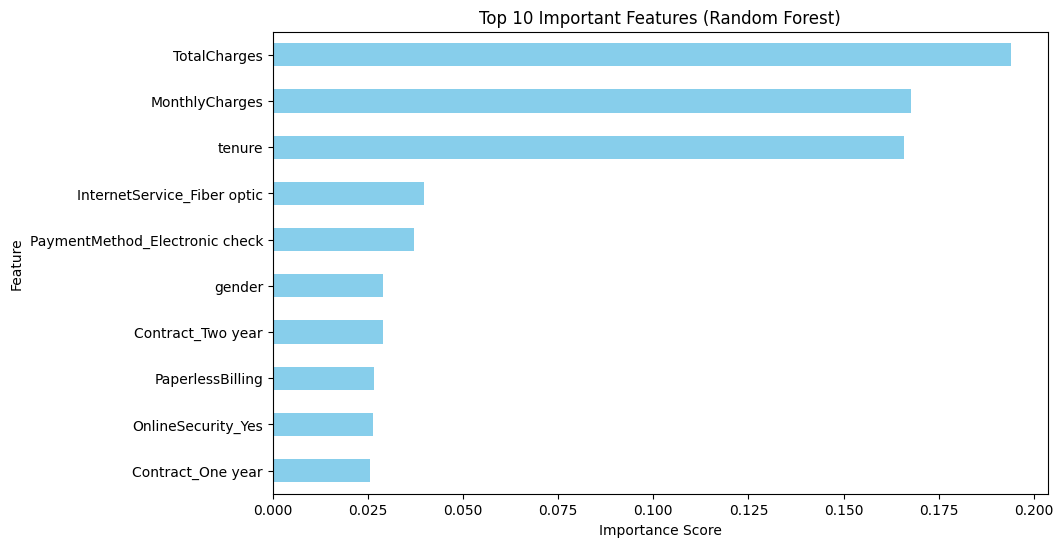 Top 10 Important Features (Random Forest)
TotalCharges
MonthlyCharges
tenure
InternetService_Fiber optic
PaymentMethod_Electronic check
gender
Contract_Two year
PaperlessBilling
OnlineSecurity_Yes
Contract_One year
Feature
0.000 0.025 0.050 0.075 0.100 0.125 0.150 0.175 0.200
Importance Score